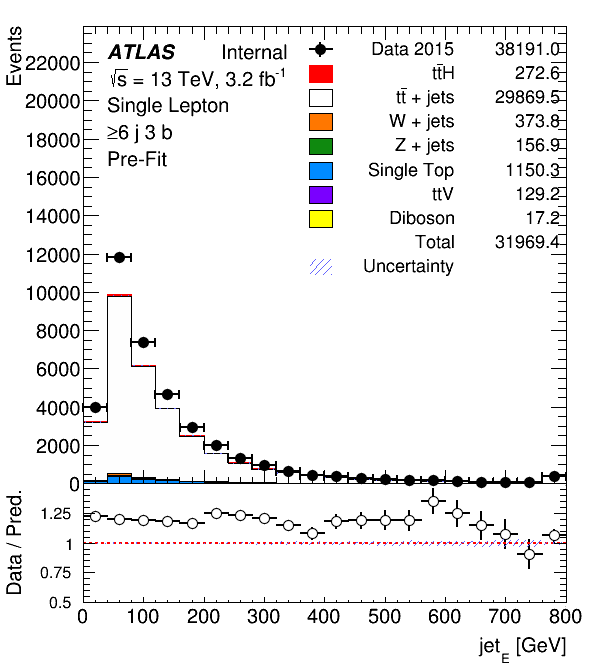 Events
ATLAS Internal
√s = 13 TeV, 3.2 fb⁻¹
Single Lepton
≥6 j 3 b
Pre-Fit
Data 2015 38191.0
tt̄H 272.6
tt̄ + jets 29869.5
W + jets 373.8
Z + jets 156.9
Single Top 1150.3
ttV 129.2
Diboson 17.2
Total 31969.4
Uncertainty
22000
20000
18000
16000
14000
12000
10000
8000
6000
4000
2000
0
Data / Pred.
1.25
1
0.75
0.5
0 100 200 300 400 500 600 700 800
jet_E [GeV]